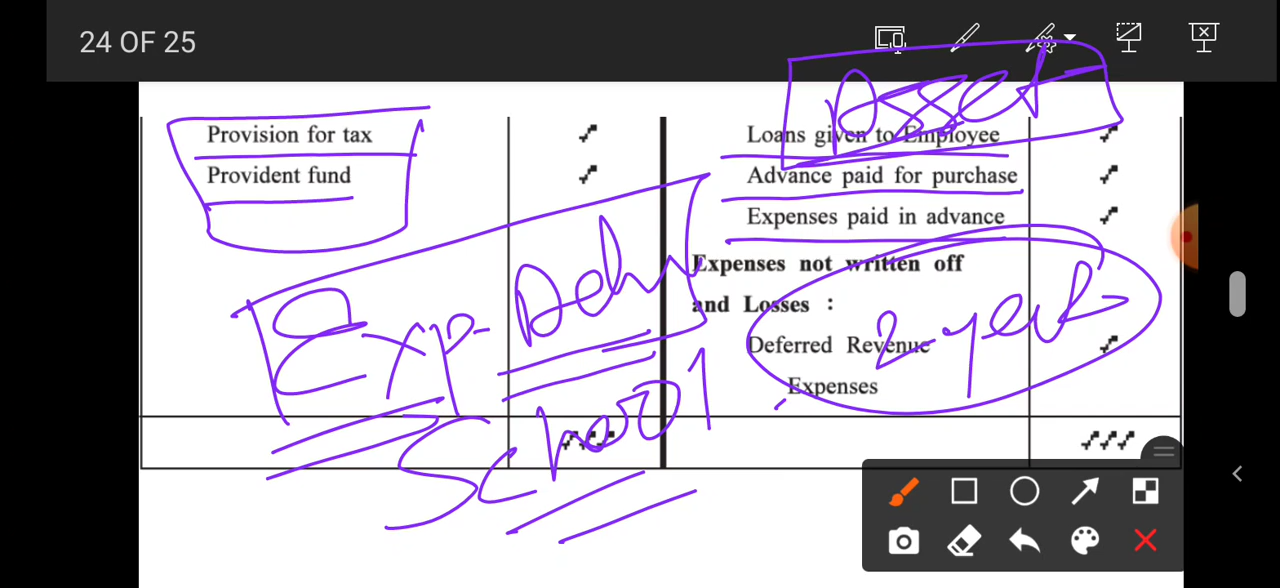 24 OF 25
Asset
Provision for tax
Loans given to Employee
Provident fund
Advance paid for purchase
Expenses paid in advance
Expenses not written off
and Losses :
Deferred Revenue
Expenses
Exp. Adv
School
2 year